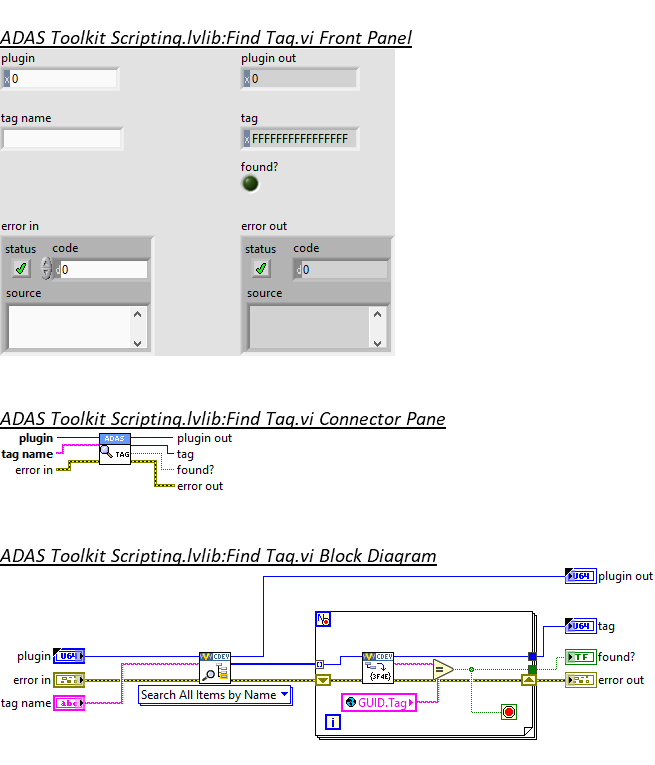 ADAS Toolkit Scripting.lvlib:Find Tag.vi Front Panel
plugin
plugin out
x 0
x 0
tag name
tag
x FFFFFFFFFFFFFFFF
found?
error in
error out
status code
status code
d 0
d 0
source
source
ADAS Toolkit Scripting.lvlib:Find Tag.vi Connector Pane
plugin
ADAS
plugin out
tag name
TAG
tag
error in
found?
error out
ADAS Toolkit Scripting.lvlib:Find Tag.vi Block Diagram
U64 plugin out
N
U64 tag
plugin U64
V CDEV
V CDEV
TF found?
error in
{3F4E}
=
error out
tag name abc
Search All Items by Name
GUID.Tag
i